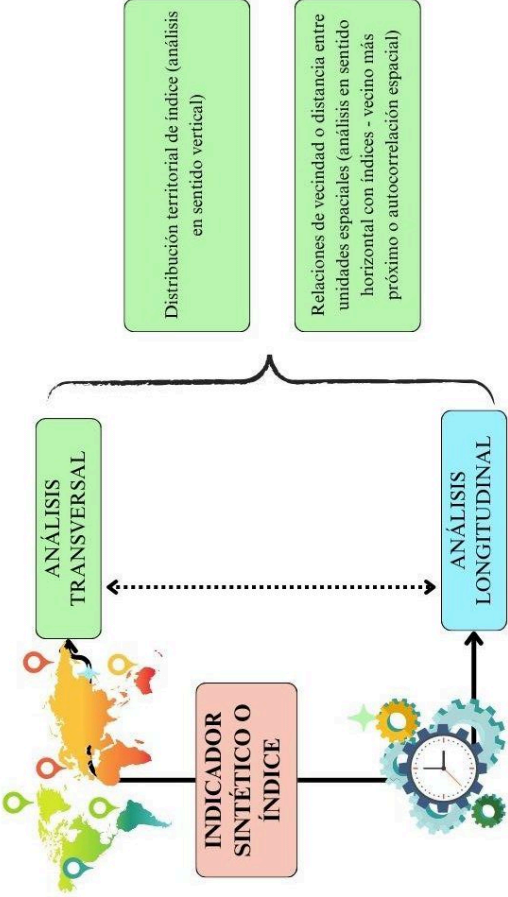 INDICADOR
SINTÉTICO O
ÍNDICE
ANÁLISIS
TRANSVERSAL
ANÁLISIS
LONGITUDINAL
Distribución territorial de índice (análisis
en sentido vertical)
Relaciones de vecindad o distancia entre
unidades espaciales (análisis en sentido
horizontal con índices - vecino más
próximo o autocorrelación espacial)